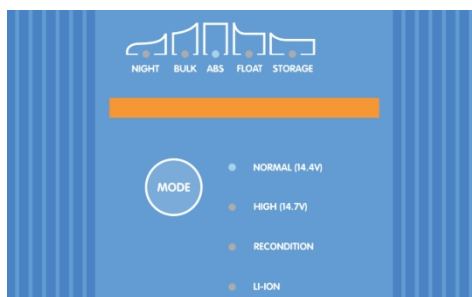 NIGHT BULK ABS FLOAT STORAGE
MODE
NORMAL (14.4V)
HIGH (14.7V)
RECONDITION
LI-ION